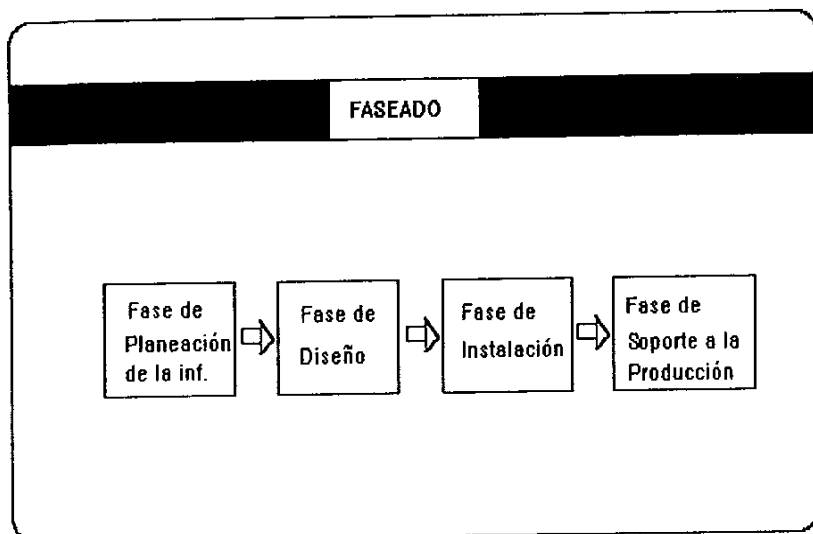 FASEADO
Fase de
Planeación
de la inf.
Fase de
Diseño
Fase de
Instalación
Fase de
Soporte a la
Producción